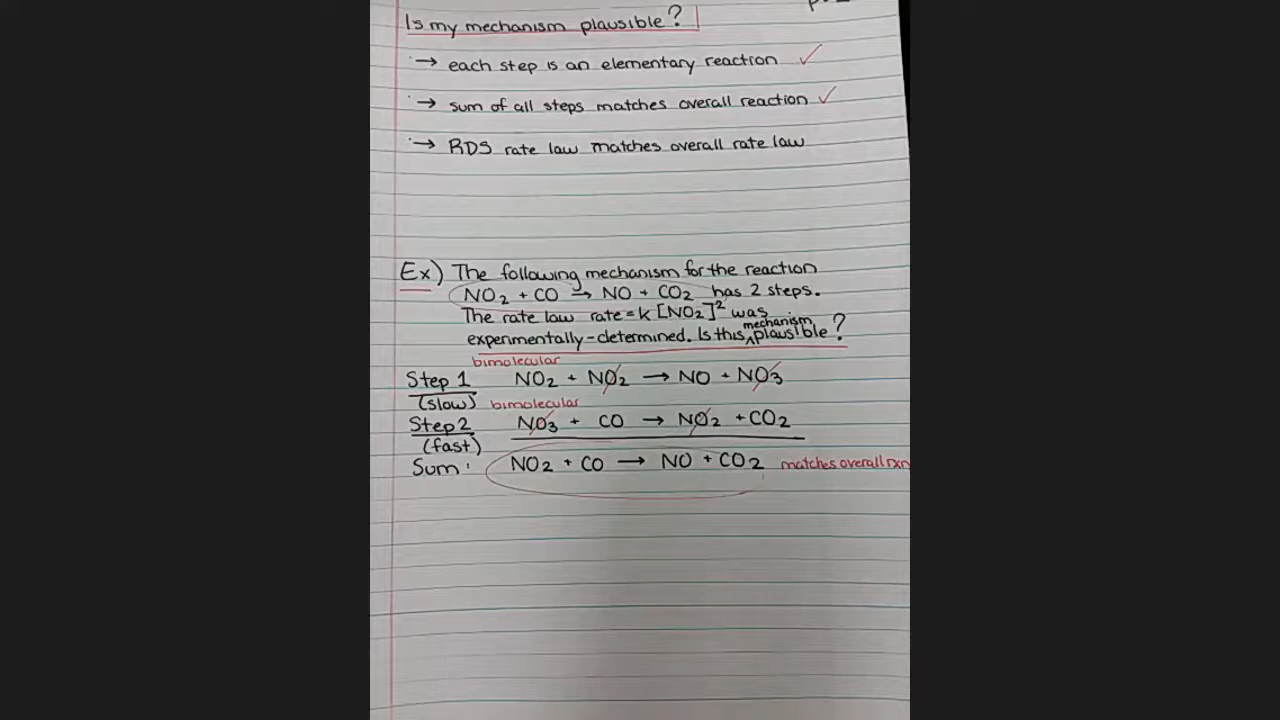 Is my mechanism plausible?
→ each step is an elementary reaction ✓
→ sum of all steps matches overall reaction ✓
→ RDS rate law matches overall rate law
Ex) The following mechanism for the reaction
NO₂ + CO → NO + CO₂ has 2 steps.
The rate law rate = k [NO₂]² was
expermentally-determined. Is this mechanism plausible?
bimolecular
Step 1 NO₂ + NO₂ → NO + NO₃
(slow) bimolecular
Step 2 NO₃ + CO → NO₂ + CO₂
(fast)
Sum: NO₂ + CO → NO + CO₂ matches overall rxn